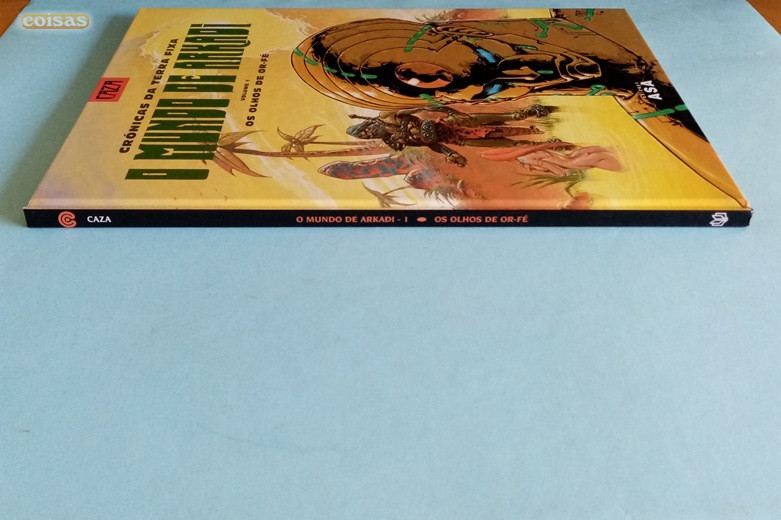 coisas
CAZA
CRÓNICAS DA TERRA FIXA
O MUNDO DE ARKADI
VOLUME 1
OS OLHOS DE OR-FÉ
ASA
CAZA
O MUNDO DE ARKADI - 1 OS OLHOS DE OR-FÉ